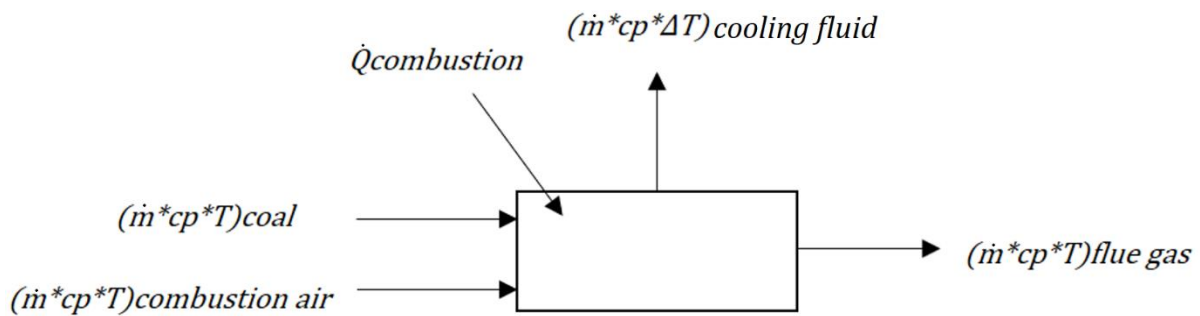 (ṁ*cp*ΔT) cooling fluid
Q̇combustion
(ṁ*cp*T)coal
(ṁ*cp*T)flue gas
(ṁ*cp*T)combustion air